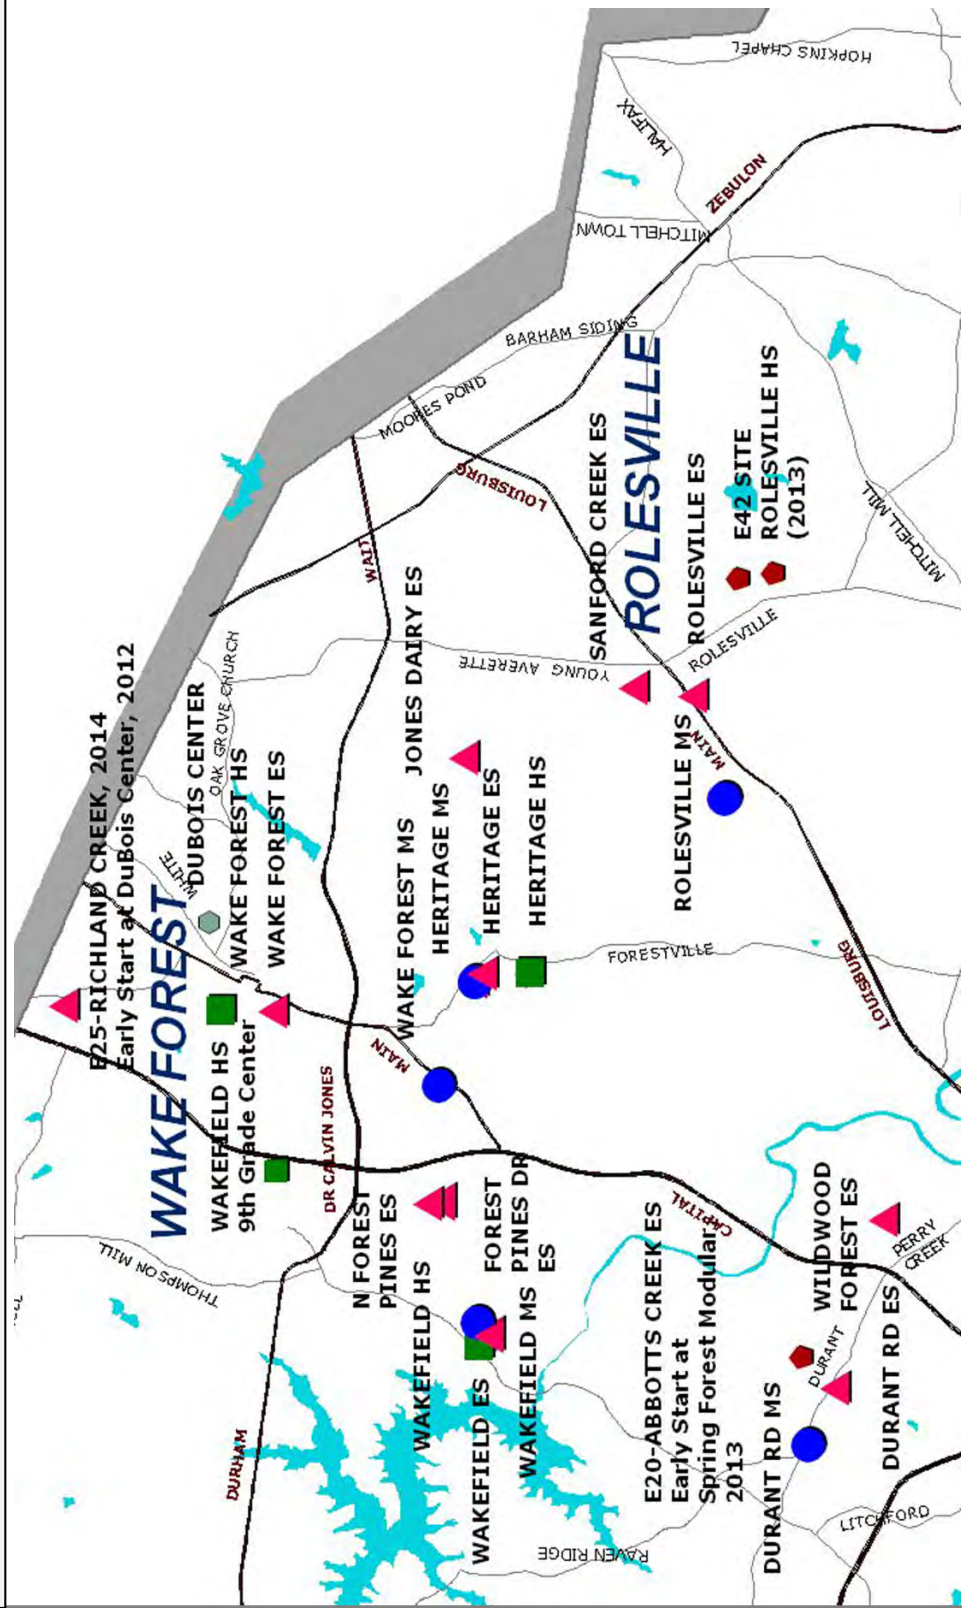 E25-RICHLAND CREEK, 2014
Early Start at DuBois Center, 2012
WAKE FOREST
DUBOIS CENTER
WHITE
OAK GROVE CHURCH
WAKE FOREST HS
WAKE FOREST ES
WAKEFIELD HS
9th Grade Center
DR CALVIN JONES
DURHAM
THOMPSON MILL
WAIT
N FOREST
PINES ES
MAIN
WAKE FOREST MS
JONES DAIRY ES
HERITAGE MS
HERITAGE ES
HERITAGE HS
MOORES POND
LOUISBURG
BARHAM SIDING
YOUNG AVERETTE
WAKEFIELD HS
WAKEFIELD ES
WAKEFIELD MS
FOREST
PINES DR
ES
RAVEN RIDGE
FORESTVILLE
SANFORD CREEK ES
ROLESVILLE
ROLESVILLE ES
ROLESVILLE MS
MAIN
ROLESVILLE
E42 SITE
ROLESVILLE HS
(2013)
MITCHELL TOWN
HALIFAX
ZEBULON
HOPKINS CHAPEL
MITCHELL MILL
E20-ABBOTTS CREEK ES
Early Start at
Spring Forest Modular
2013
CAPITAL
DURANT RD MS
DURANT
WILDWOOD
FOREST ES
DURANT RD ES
PERRY
CREEK
LOUISBURG
LITCHFORD